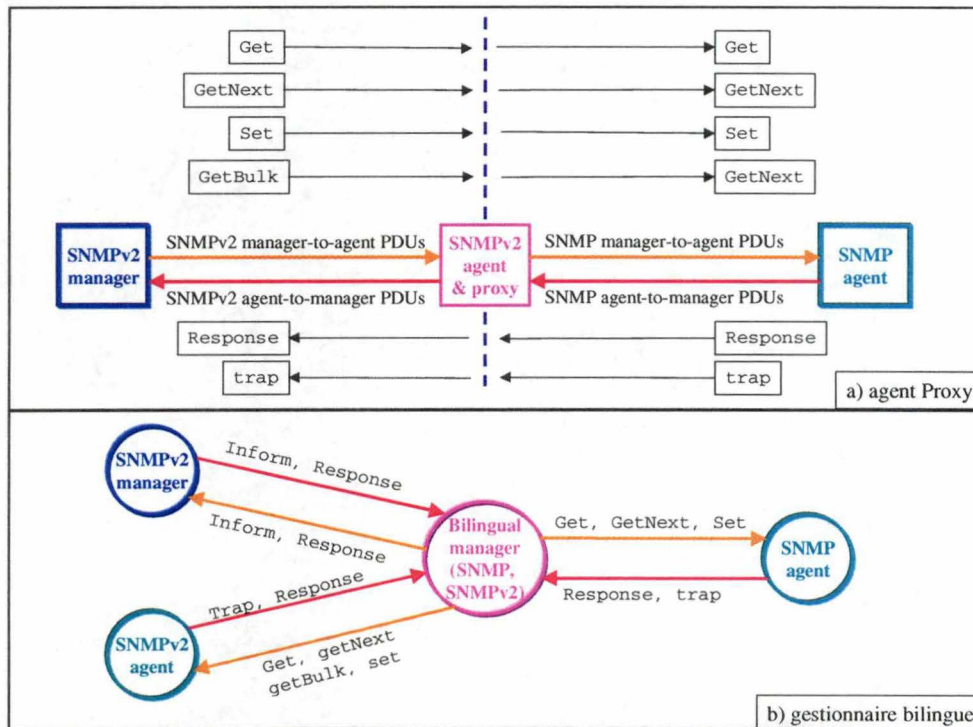 Get
Get
GetNext
GetNext
Set
Set
GetBulk
GetNext
SNMPv2
manager
SNMPv2 manager-to-agent PDUs
SNMPv2 agent-to-manager PDUs
SNMPv2
agent
& proxy
SNMP manager-to-agent PDUs
SNMP agent-to-manager PDUs
SNMP
agent
Response
Response
trap
trap
a) agent Proxy
SNMPv2
manager
Inform, Response
Inform, Response
Bilingual
manager
(SNMP,
SNMPv2)
Get, GetNext, Set
Response, trap
SNMP
agent
Trap, Response
SNMPv2
agent
Get, getNext
getBulk, set
b) gestionnaire bilingue